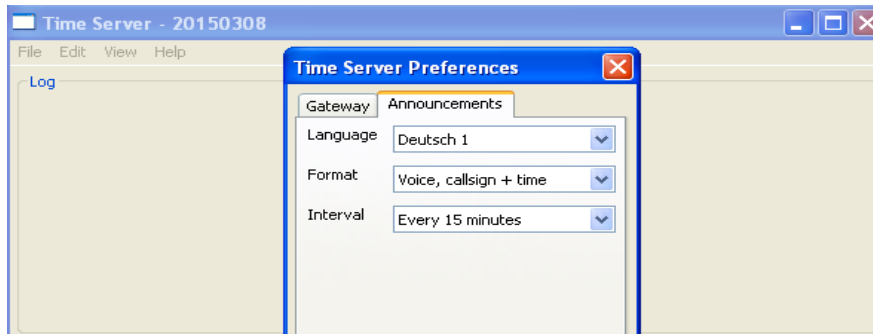 Time Server - 20150308
File Edit View Help
Log
Time Server Preferences
Gateway Announcements
Language Deutsch 1
Format Voice, callsign + time
Interval Every 15 minutes